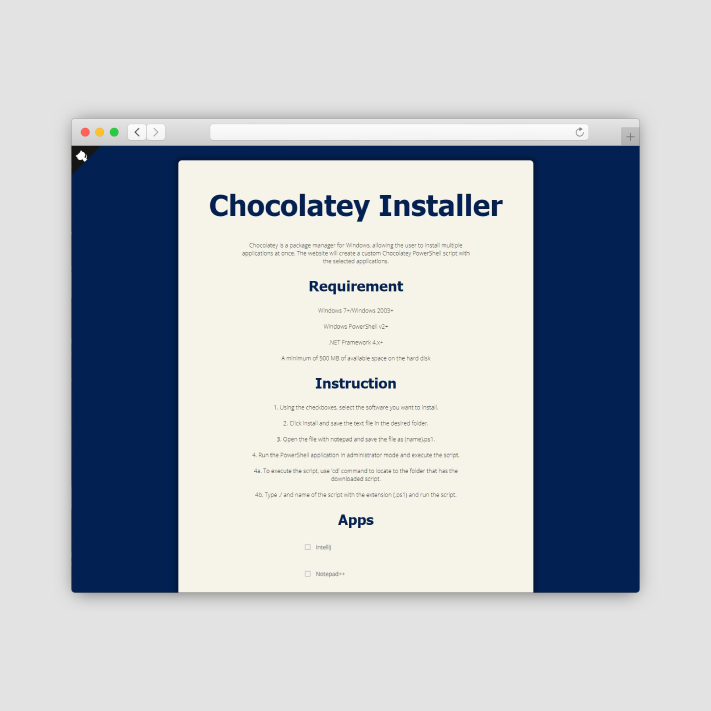 Chocolatey Installer
Chocolatey is a package manager for Windows, allowing the user to install multiple
applications at once. The website will create a custom Chocolatey PowerShell script with
the selected applications.
Requirement
Windows 7+/Windows 2003+
Windows PowerShell v2+
.NET Framework 4.x+
A minimum of 500 MB of available space on the hard disk
Instruction
1. Using the checkboxes, select the software you want to install.
2. Click install and save the text file in the desired folder.
3. Open the file with notepad and save the file as (name).ps1.
4. Run the PowerShell application in administrator mode and execute the script.
4a. To execute the script, use 'cd' command to locate to the folder that has the
downloaded script.
4b. Type ./ and name of the script with the extension (.ps1) and run the script.
Apps
Intellij
Notepad++